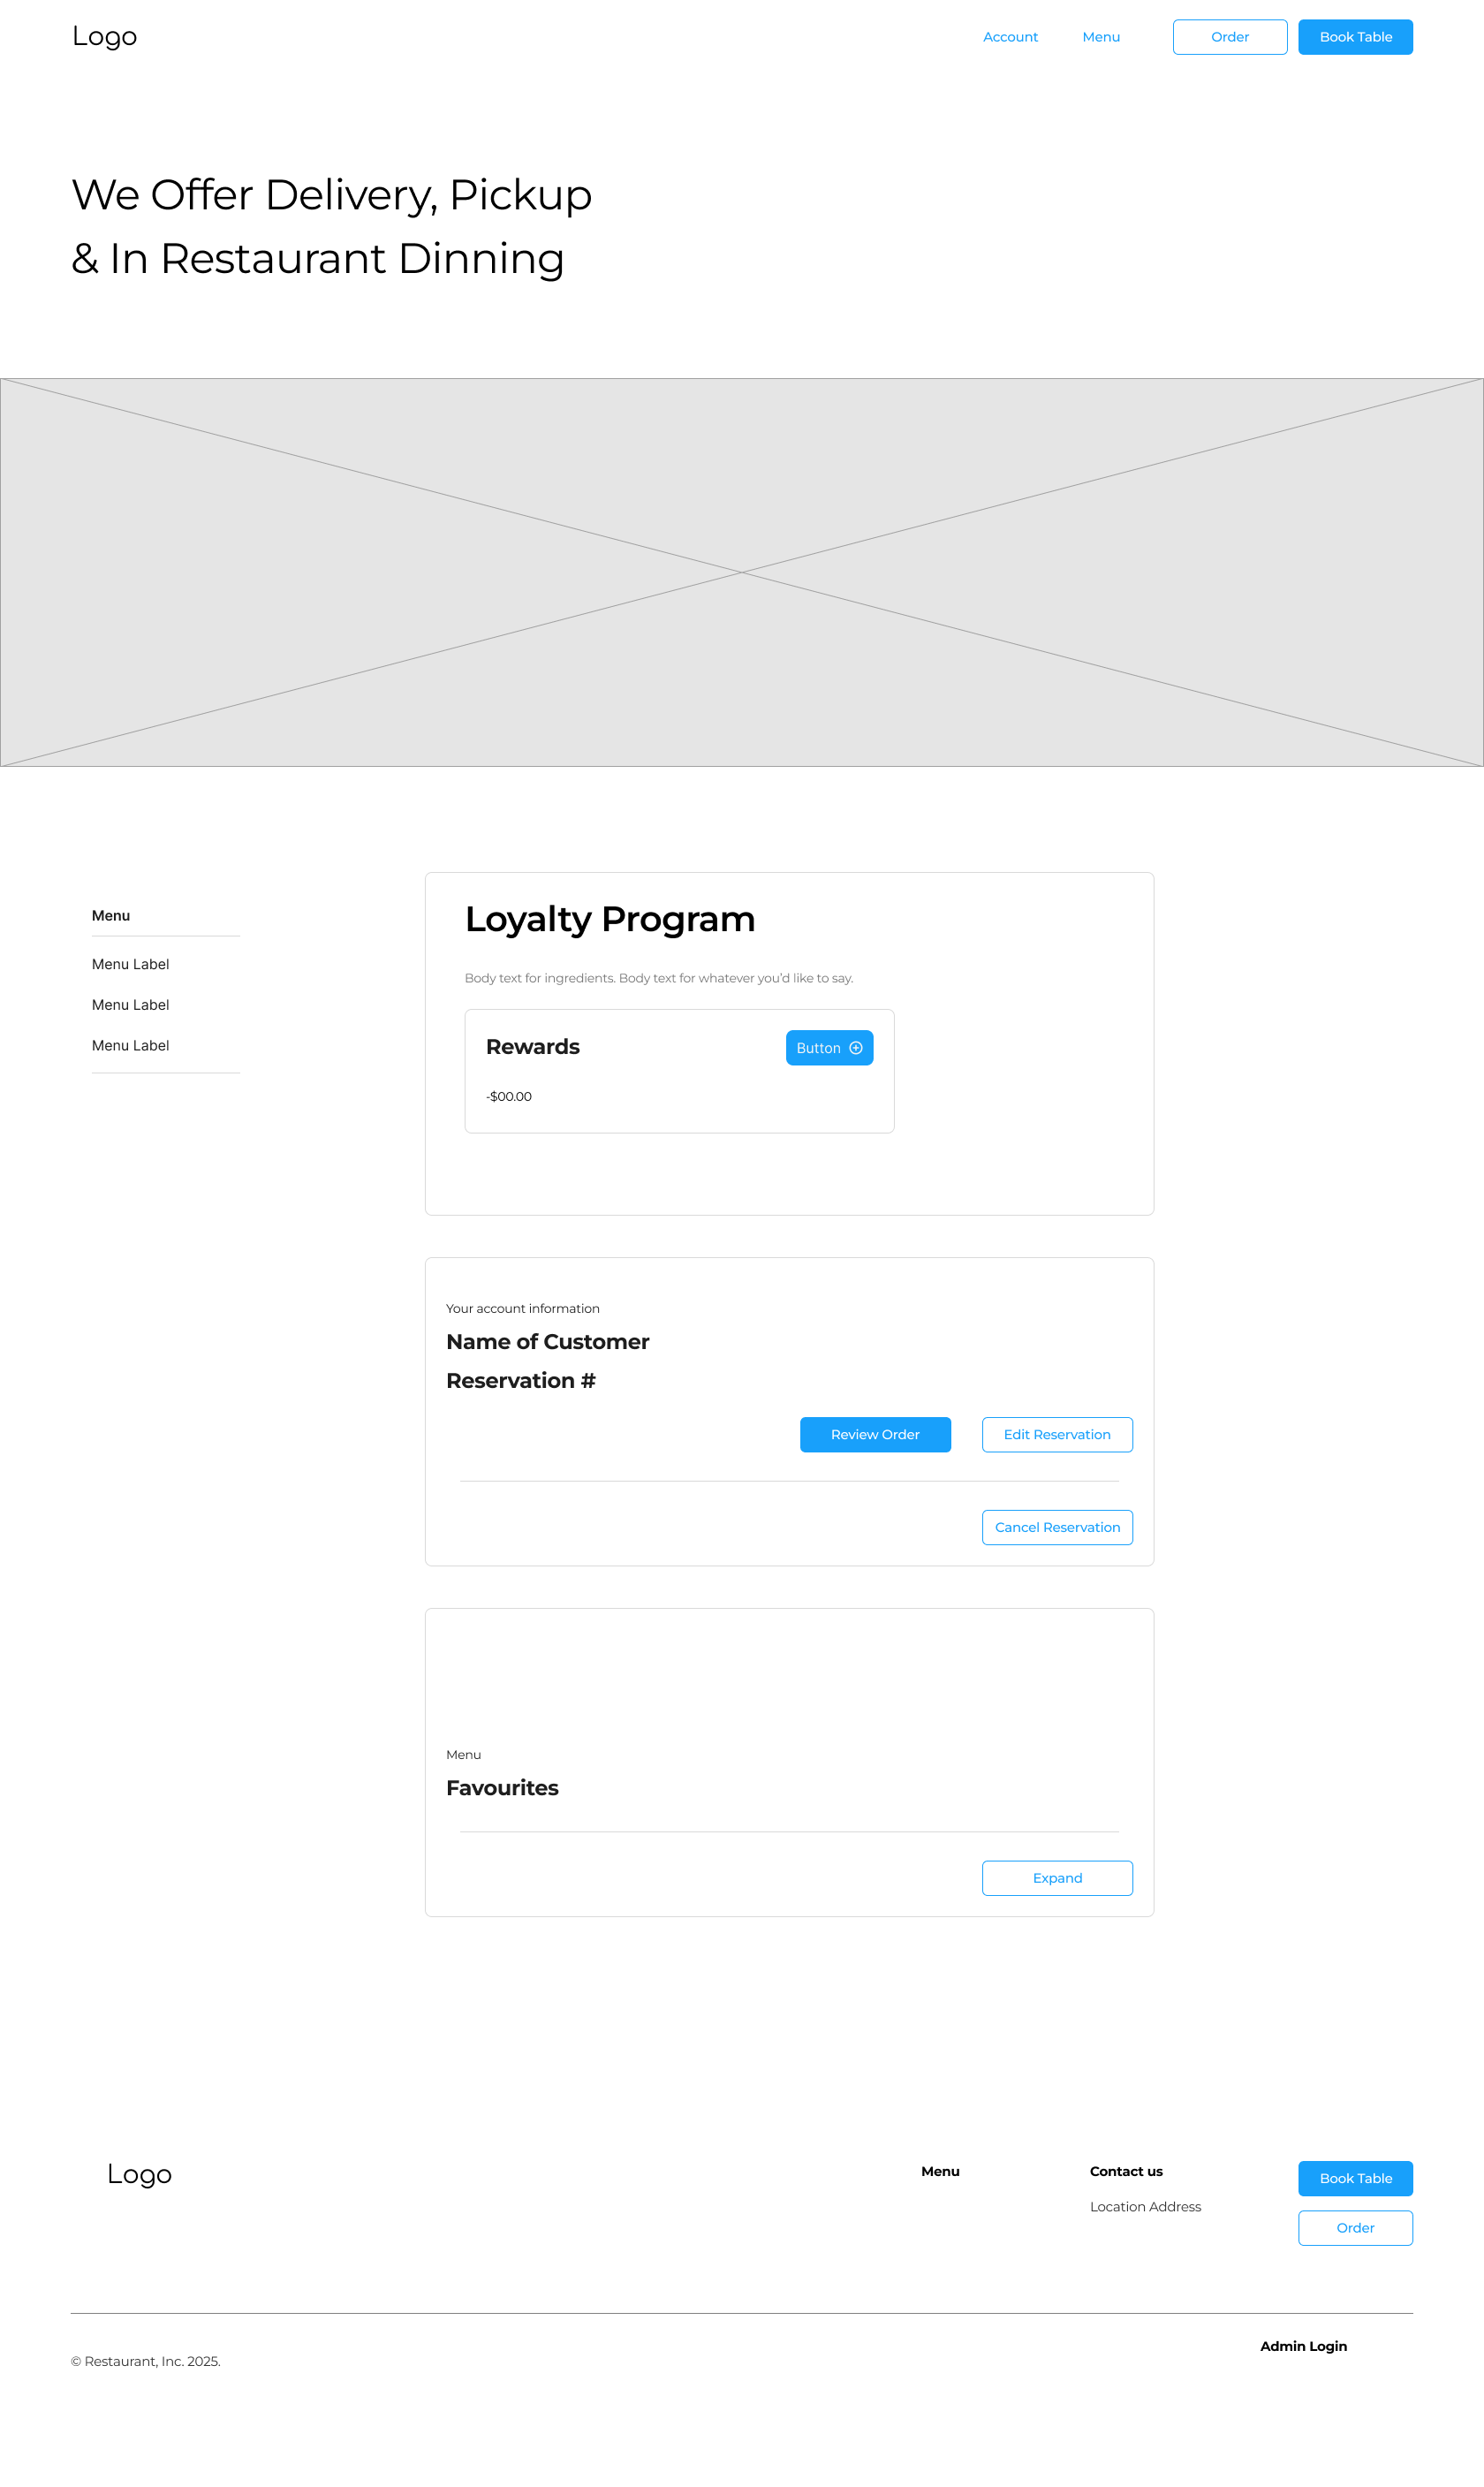 Logo
Account
Menu
Order
Book Table
We Offer Delivery, Pickup
& In Restaurant Dinning
Menu
Menu Label
Menu Label
Menu Label
Loyalty Program
Body text for ingredients. Body text for whatever you’d like to say.
Rewards
Button
-$00.00
Your account information
Name of Customer
Reservation #
Review Order
Edit Reservation
Cancel Reservation
Menu
Favourites
Expand
Logo
Menu
Contact us
Location Address
Book Table
Order
Admin Login
© Restaurant, Inc. 2025.